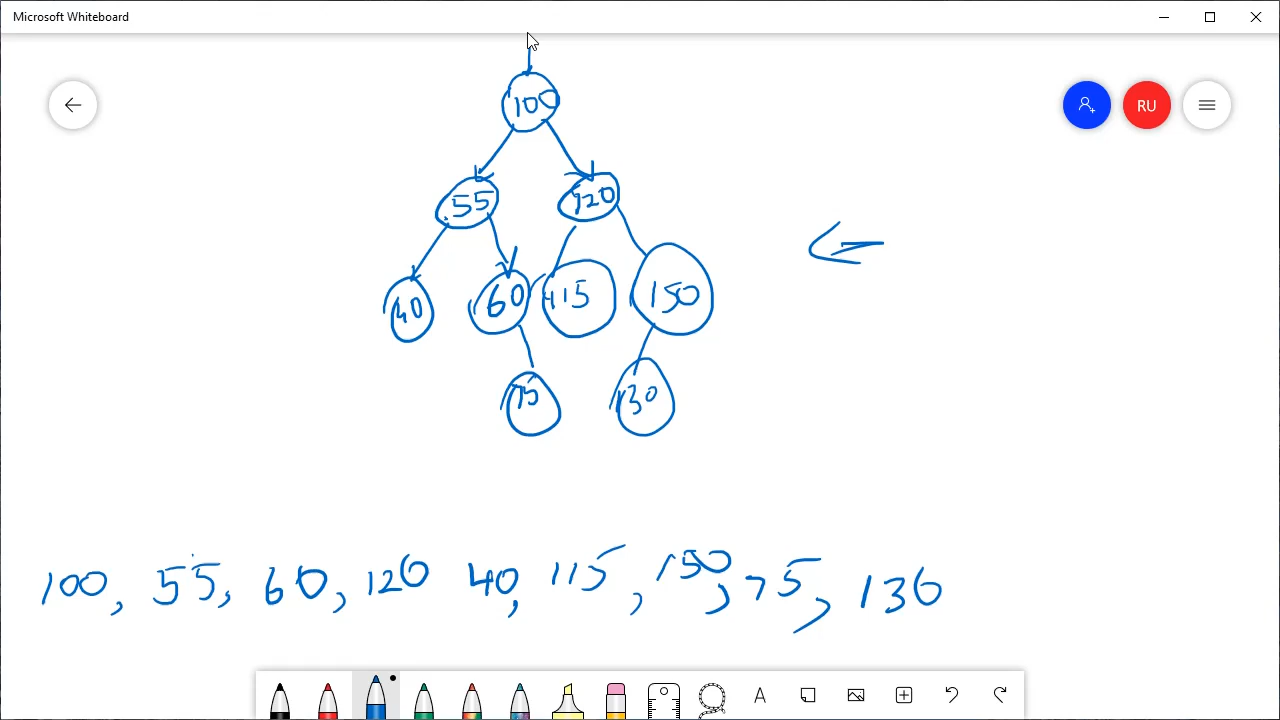 Microsoft Whiteboard
RU
100
55 120
40 60 115 150
75 130
100, 55, 60, 120 40, 115, 150, 75, 130
A